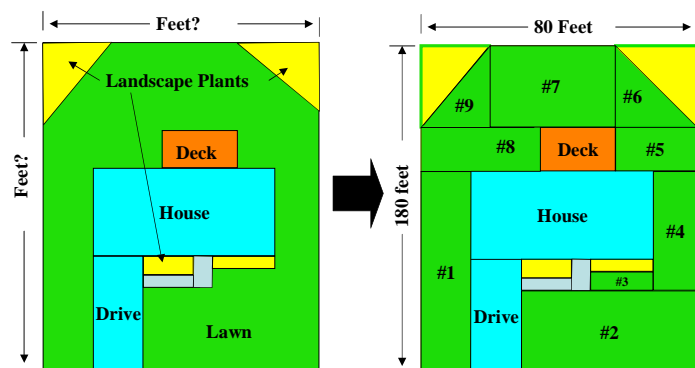 Feet?
Feet?
Landscape Plants
Deck
House
Drive
Lawn
80 Feet
180 feet
#9
#7
#6
#8
Deck
#5
House
#4
#1
#3
Drive
#2